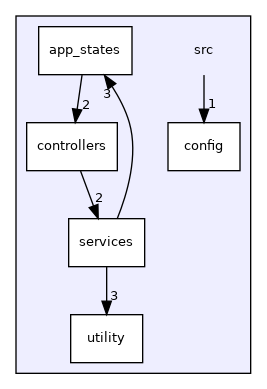 app_states
src
2
3
1
controllers
config
2
services
3
utility